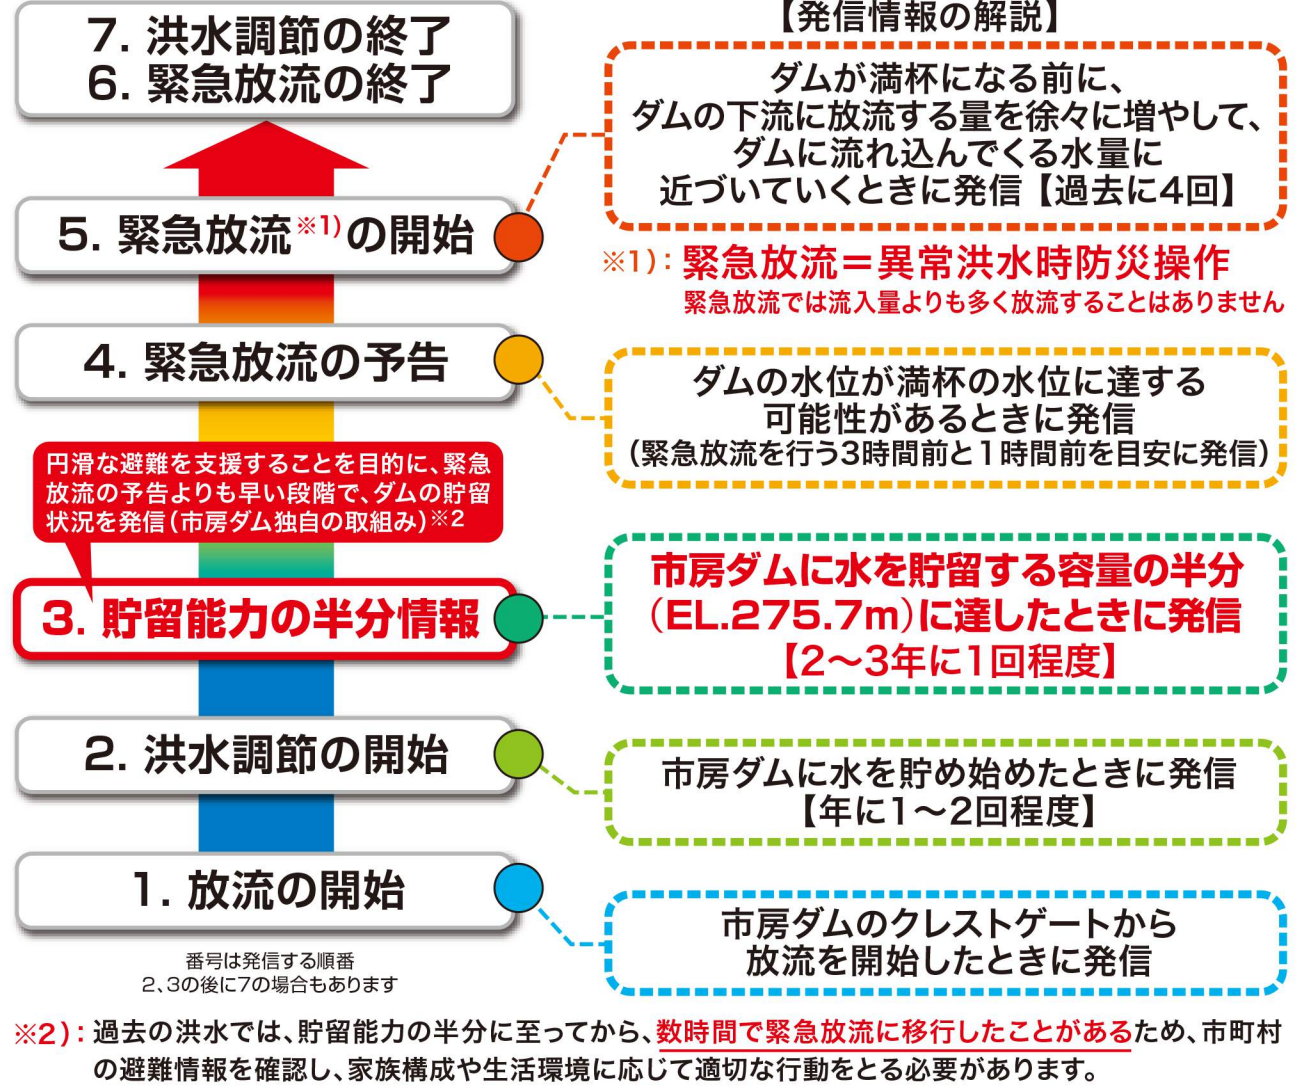 【発信情報の解説】
7. 洪水調節の終了
6. 緊急放流の終了
ダムが満杯になる前に、
ダムの下流に放流する量を徐々に増やして、
ダムに流れ込んでくる水量に
近づいていくときに発信【過去に4回】
5. 緊急放流※1)の開始
※1)：緊急放流＝異常洪水時防災操作
緊急放流では流入量よりも多く放流することはありません
4. 緊急放流の予告
ダムの水位が満杯の水位に達する
可能性があるときに発信
（緊急放流を行う3時間前と1時間前を目安に発信）
円滑な避難を支援することを目的に、緊急
放流の予告よりも早い段階で、ダムの貯留
状況を発信（市房ダム独自の取組み）※2
3. 貯留能力の半分情報
市房ダムに水を貯留する容量の半分
（EL.275.7m）に達したときに発信
【2〜3年に1回程度】
2. 洪水調節の開始
市房ダムに水を貯め始めたときに発信
【年に1〜2回程度】
1. 放流の開始
市房ダムのクレストゲートから
放流を開始したときに発信
番号は発信する順番
2、3の後に7の場合もあります
※2)：過去の洪水では、貯留能力の半分に至ってから、数時間で緊急放流に移行したことがあるため、市町村
の避難情報を確認し、家族構成や生活環境に応じて適切な行動をとる必要があります。